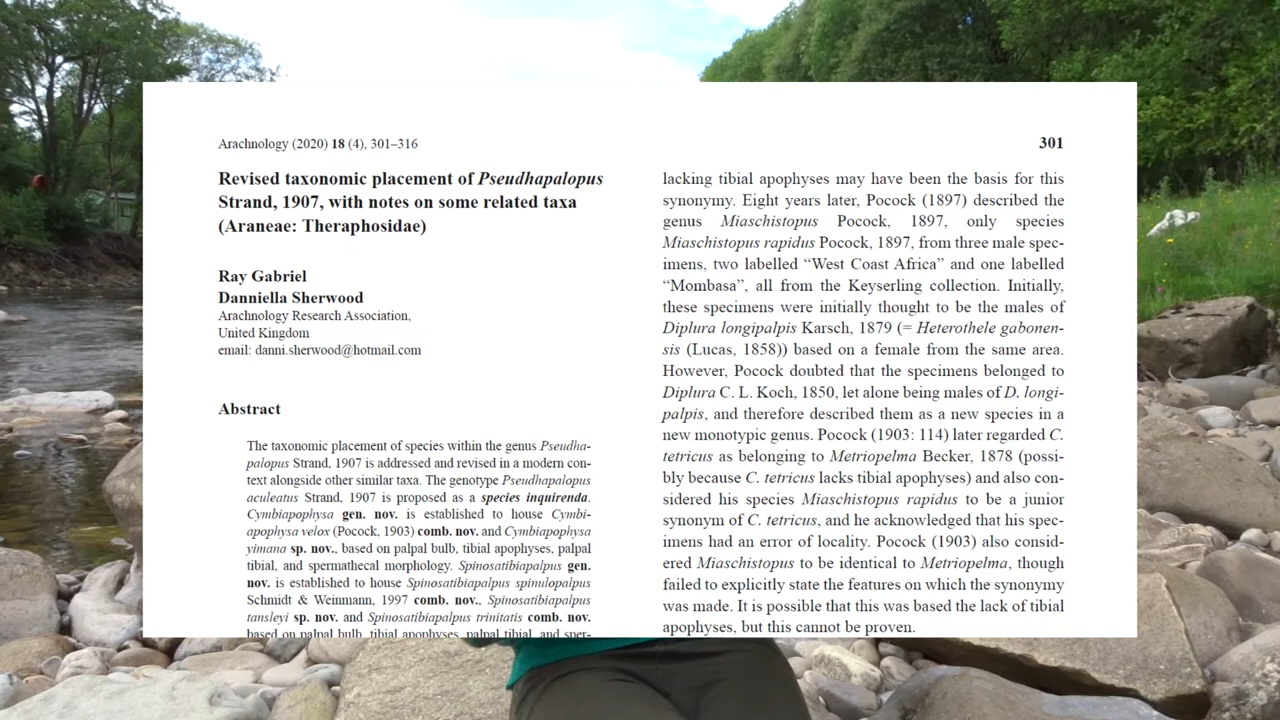 Arachnology (2020) 18 (4), 301–316
301
Revised taxonomic placement of Pseudhapalopus
Strand, 1907, with notes on some related taxa
(Araneae: Theraphosidae)
Ray Gabriel
Danniella Sherwood
Arachnology Research Association,
United Kingdom
email: danni.sherwood@hotmail.com
Abstract
The taxonomic placement of species within the genus Pseudha-
palopus Strand, 1907 is addressed and revised in a modern con-
text alongside other similar taxa. The genotype Pseudhapalopus
aculeatus Strand, 1907 is proposed as a species inquirenda.
Cymbiapophysa gen. nov. is established to house Cymbi-
apophysa velox (Pocock, 1903) comb. nov. and Cymbiapophysa
yimana sp. nov., based on palpal bulb, tibial apophyses, palpal
tibial, and spermathecal morphology. Spinosatibiapalpus gen.
nov. is established to house Spinosatibiapalpus spinulopalpus
Schmidt & Weinmann, 1997 comb. nov., Spinosatibiapalpus
tansleyi sp. nov. and Spinosatibiapalpus trinitatis comb. nov.
based on palpal bulb, tibial apophyses, palpal tibial, and sper-
lacking tibial apophyses may have been the basis for this
synonymy. Eight years later, Pocock (1897) described the
genus Miaschistopus Pocock, 1897, only species
Miaschistopus rapidus Pocock, 1897, from three male spec-
imens, two labelled “West Coast Africa” and one labelled
“Mombasa”, all from the Keyserling collection. Initially,
these specimens were initially thought to be the males of
Diplura longipalpis Karsch, 1879 (= Heterothele gabonen-
sis (Lucas, 1858)) based on a female from the same area.
However, Pocock doubted that the specimens belonged to
Diplura C. L. Koch, 1850, let alone being males of D. longi-
palpis, and therefore described them as a new species in a
new monotypic genus. Pocock (1903: 114) later regarded C.
tetricus as belonging to Metriopelma Becker, 1878 (possi-
bly because C. tetricus lacks tibial apophyses) and also con-
sidered his species Miaschistopus rapidus to be a junior
synonym of C. tetricus, and he acknowledged that his spec-
imens had an error of locality. Pocock (1903) also consid-
ered Miaschistopus to be identical to Metriopelma, though
failed to explicitly state the features on which the synonymy
was made. It is possible that this was based the lack of tibial
apophyses, but this cannot be proven.